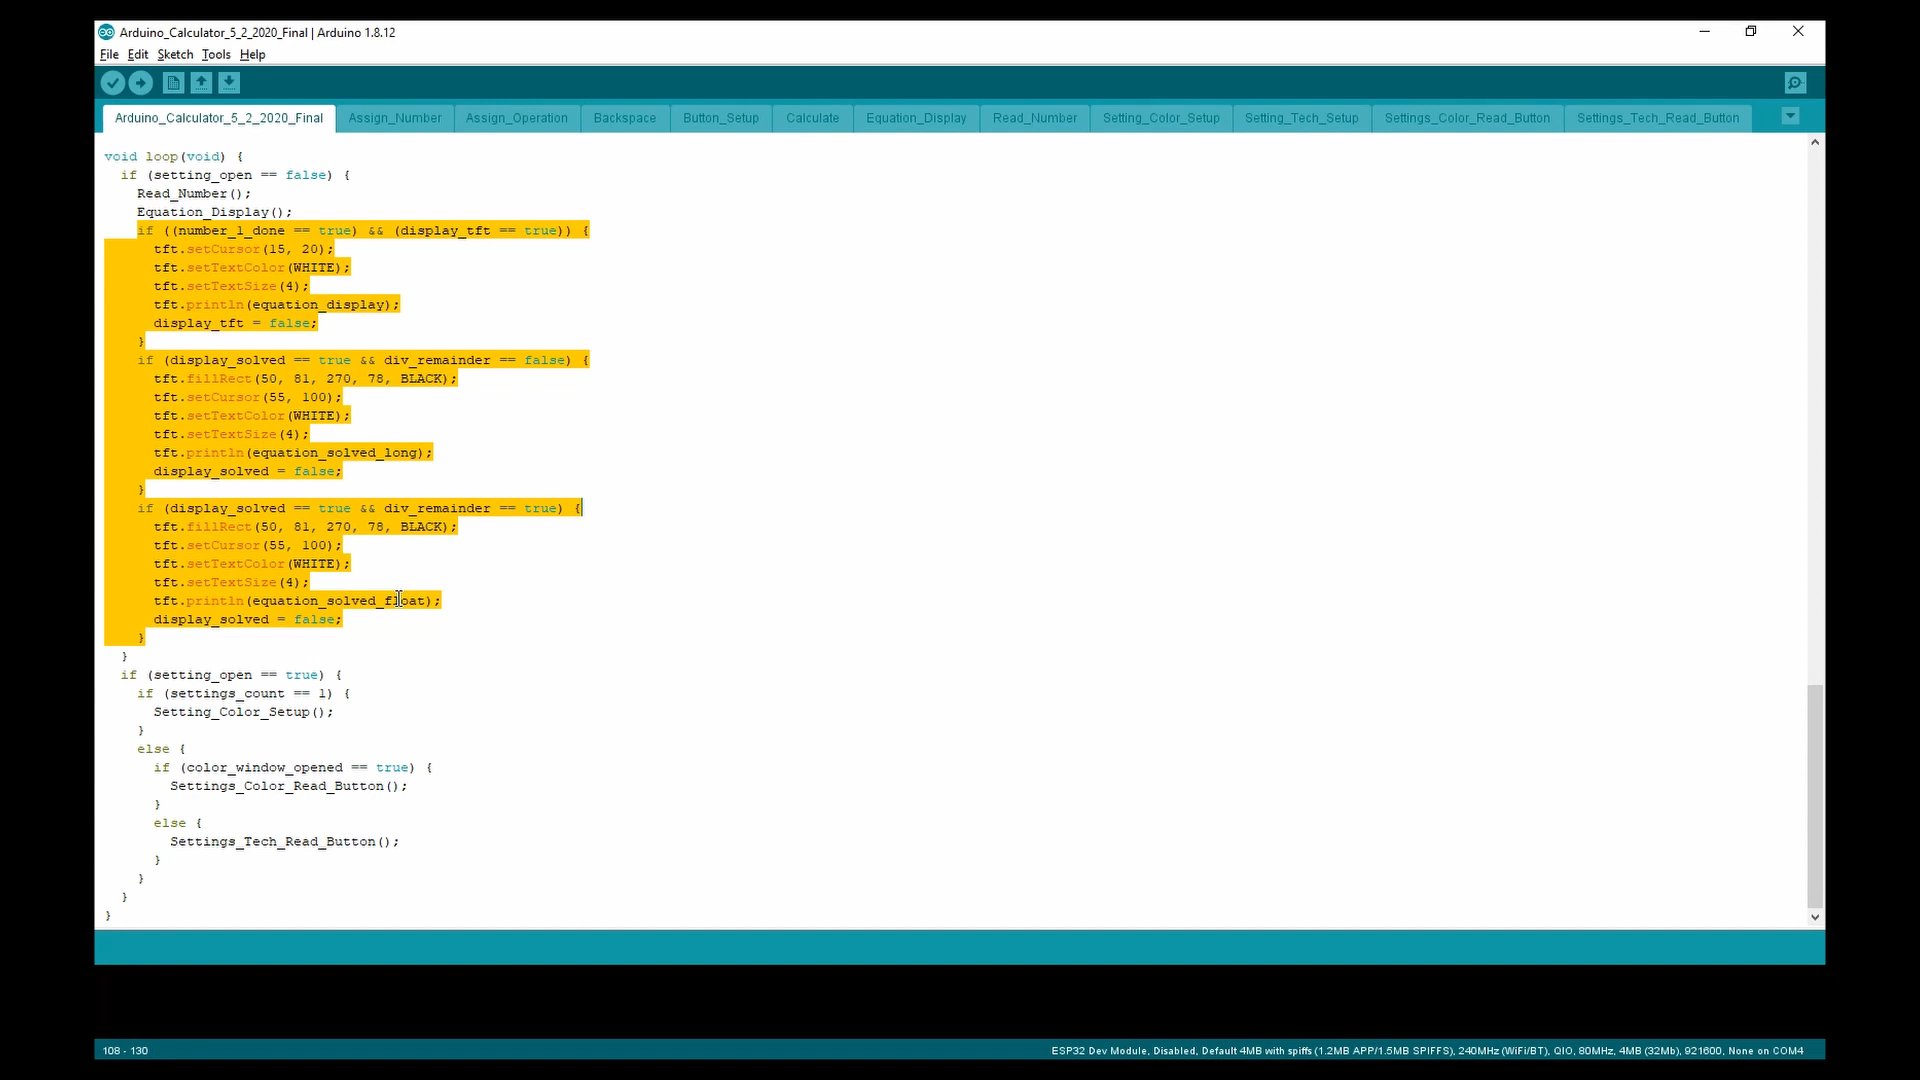 Arduino_Calculator_5_2_2020_Final | Arduino 1.8.12
File Edit Sketch Tools Help
Arduino_Calculator_5_2_2020_Final Assign_Number Assign_Operation Backspace Button_Setup Calculate Equation_Display Read_Number Setting_Color_Setup Setting_Tech_Setup Settings_Color_Read_Button Settings_Tech_Read_Button
void loop(void) {
  if (setting_open == false) {
    Read_Number();
    Equation_Display();
    if ((number_1_done == true) && (display_tft == true)) {
      tft.setCursor(15, 20);
      tft.setTextColor(WHITE);
      tft.setTextSize(4);
      tft.println(equation_display);
      display_tft = false;
    }
    if (display_solved == true && div_remainder == false) {
      tft.fillRect(50, 81, 270, 78, BLACK);
      tft.setCursor(55, 100);
      tft.setTextColor(WHITE);
      tft.setTextSize(4);
      tft.println(equation_solved_long);
      display_solved = false;
    }
    if (display_solved == true && div_remainder == true) {
      tft.fillRect(50, 81, 270, 78, BLACK);
      tft.setCursor(55, 100);
      tft.setTextColor(WHITE);
      tft.setTextSize(4);
      tft.println(equation_solved_float);
      display_solved = false;
    }
  }
  if (setting_open == true) {
    if (settings_count == 1) {
      Setting_Color_Setup();
    }
    else {
      if (color_window_opened == true) {
        Settings_Color_Read_Button();
      }
      else {
        Settings_Tech_Read_Button();
      }
    }
  }
}
108 - 130 ESP32 Dev Module, Disabled, Default 4MB with spiffs (1.2MB APP/1.5MB SPIFFS), 240MHz (WiFi/BT), QIO, 80MHz, 4MB (32Mb), 921600, None on COM4